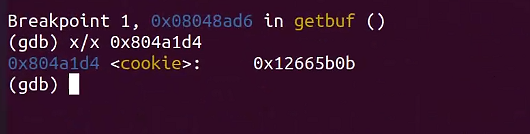 Breakpoint 1, 0x08048ad6 in getbuf ()
(gdb) x/x 0x804a1d4
0x804a1d4 <cookie>:     0x12665b0b
(gdb)